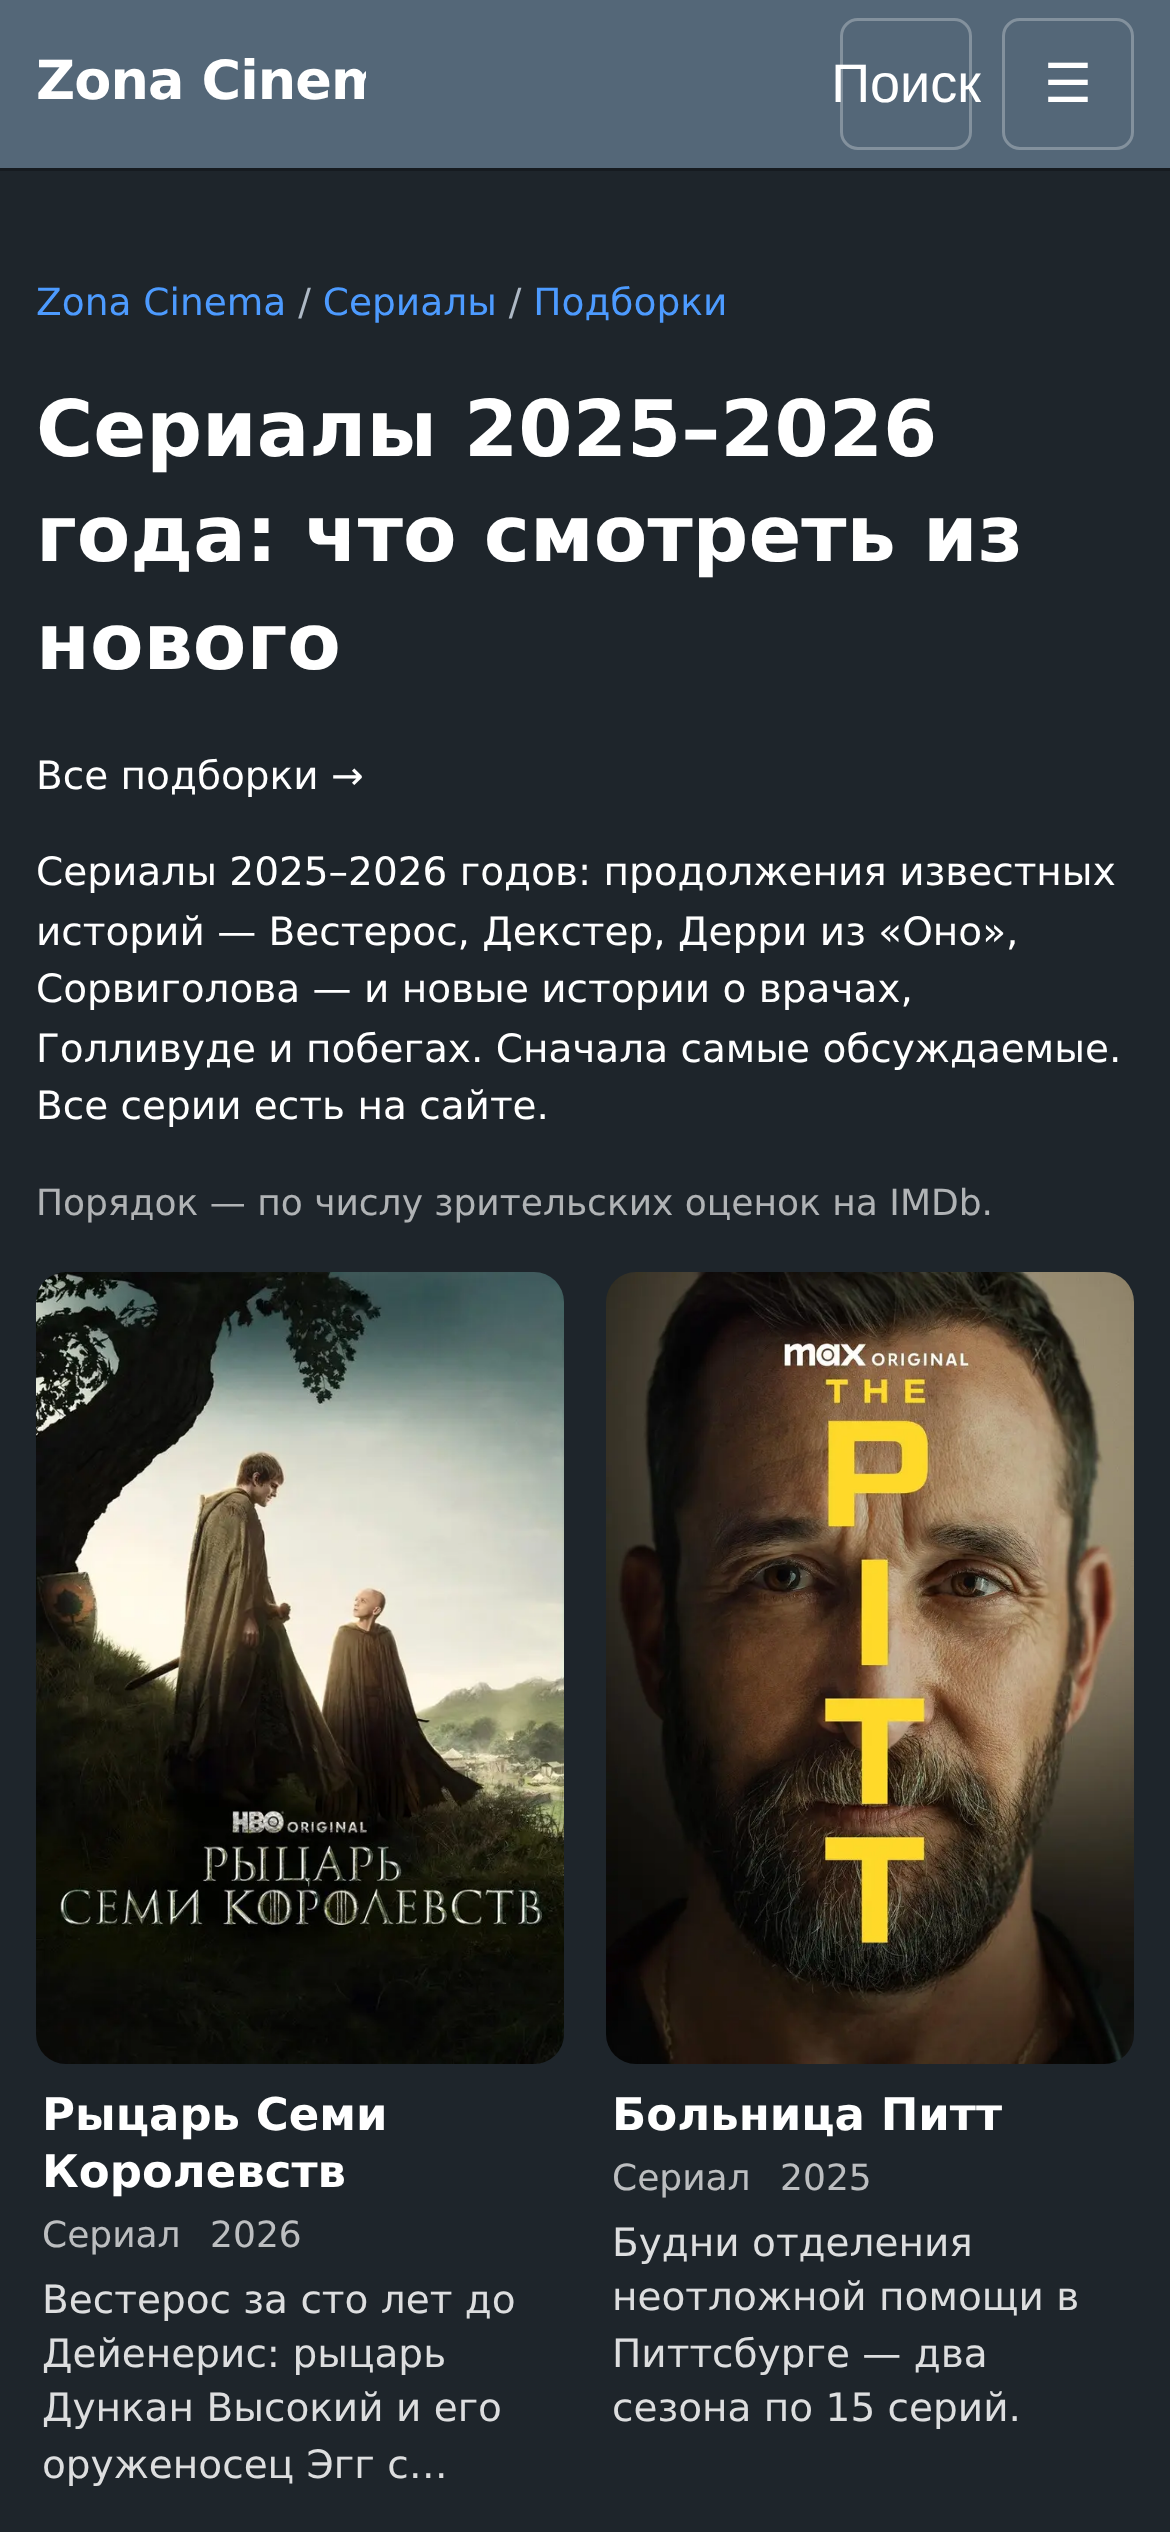 Zona Cinem
Поиск
☰
Zona Cinema / Сериалы / Подборки
Сериалы 2025–2026
года: что смотреть из
нового
Все подборки →
Сериалы 2025–2026 годов: продолжения известных
историй — Вестерос, Декстер, Дерри из «Оно»,
Сорвиголова — и новые истории о врачах,
Голливуде и побегах. Сначала самые обсуждаемые.
Все серии есть на сайте.
Порядок — по числу зрительских оценок на IMDb.
HBO ORIGINAL
РЫЦАРЬ
СЕМИ КОРОЛЕВСТВ
max ORIGINAL
THE
PITT
Рыцарь Семи
Королевств
Сериал 2026
Вестерос за сто лет до
Дейенерис: рыцарь
Дункан Высокий и его
оруженосец Эгг с...
Больница Питт
Сериал 2025
Будни отделения
неотложной помощи в
Питтсбурге — два
сезона по 15 серий.